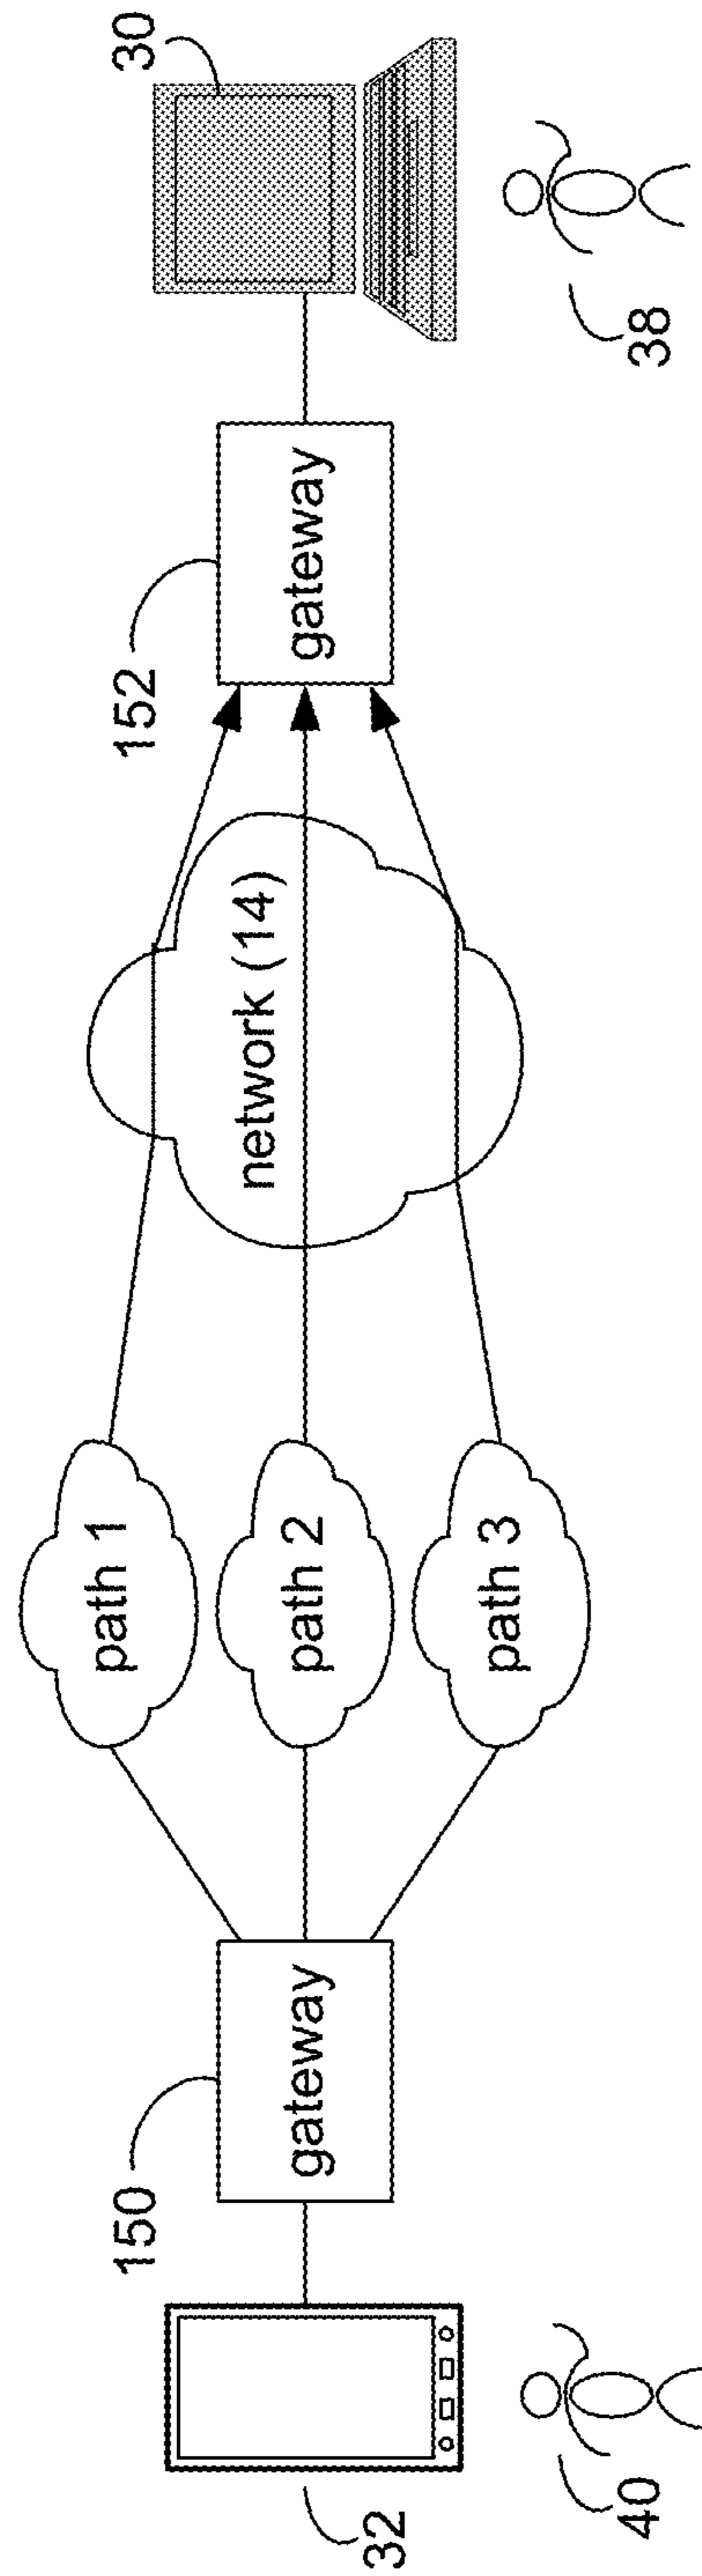 30
38
152
gateway
network (14)
path 1
path 2
path 3
150
gateway
32
40